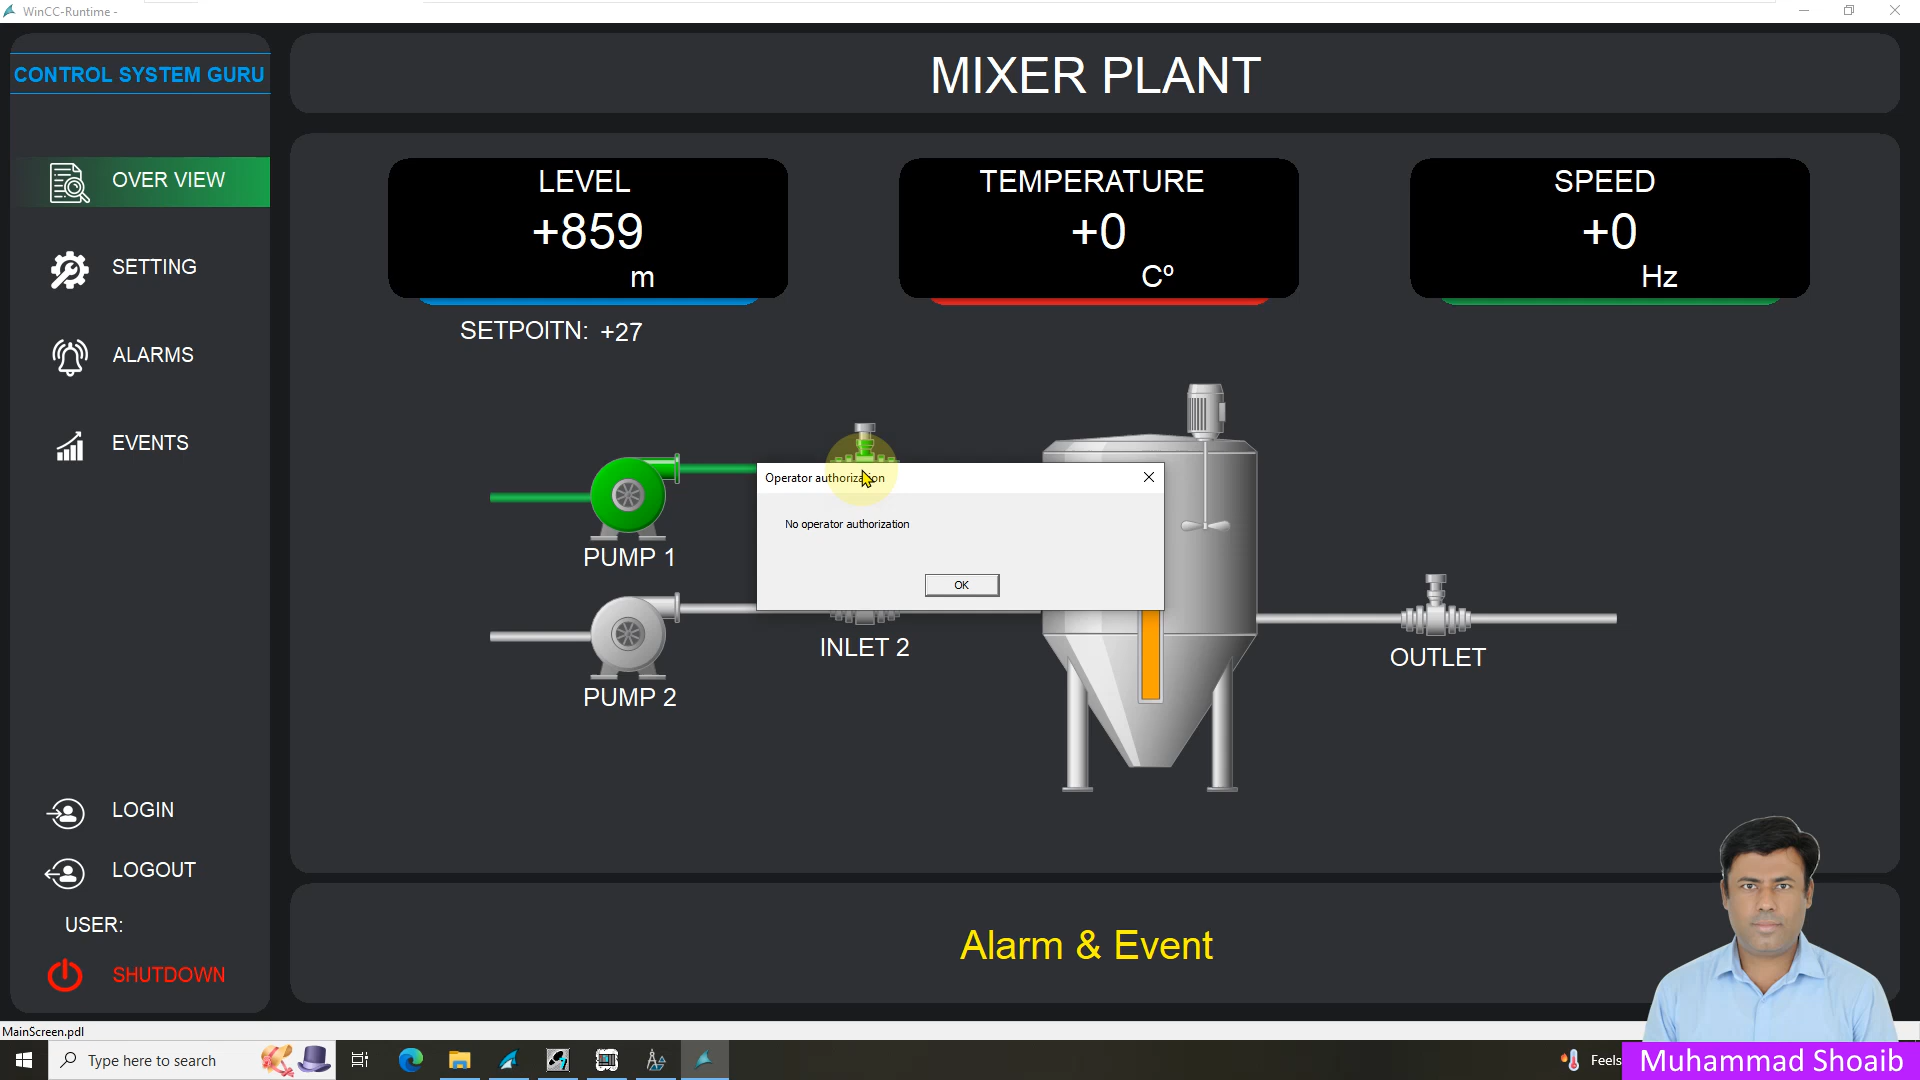 WinCC-Runtime -
CONTROL SYSTEM GURU
MIXER PLANT
OVER VIEW
SETTING
ALARMS
EVENTS
LEVEL
+859
m
SETPOITN: +27
TEMPERATURE
+0
Cº
SPEED
+0
Hz
Operator authorization
No operator authorization
OK
PUMP 1
PUMP 2
INLET 2
OUTLET
LOGIN
LOGOUT
USER:
SHUTDOWN
Alarm & Event
MainScreen.pdl
Type here to search
Feels
Muhammad Shoaib